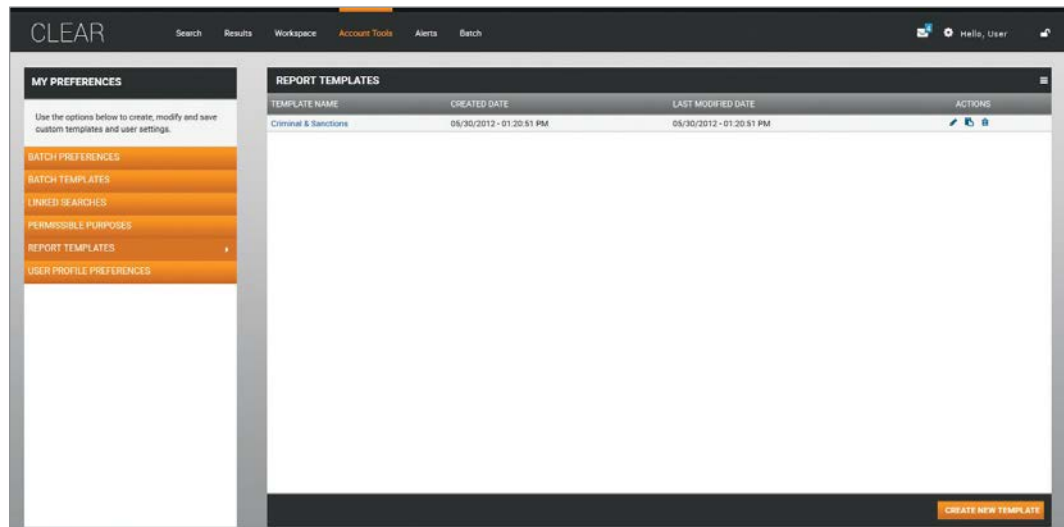 CLEAR
Search Results Workspace Account Tools Alerts Batch
4
Hello, User
MY PREFERENCES
Use the options below to create, modify and save
custom templates and user settings.
BATCH PREFERENCES
BATCH TEMPLATES
LINKED SEARCHES
PERMISSIBLE PURPOSES
REPORT TEMPLATES
USER PROFILE PREFERENCES
REPORT TEMPLATES
TEMPLATE NAME CREATED DATE LAST MODIFIED DATE ACTIONS
Criminal & Sanctions 05/30/2012 - 01:20:51 PM 05/30/2012 - 01:20:51 PM
CREATE NEW TEMPLATE